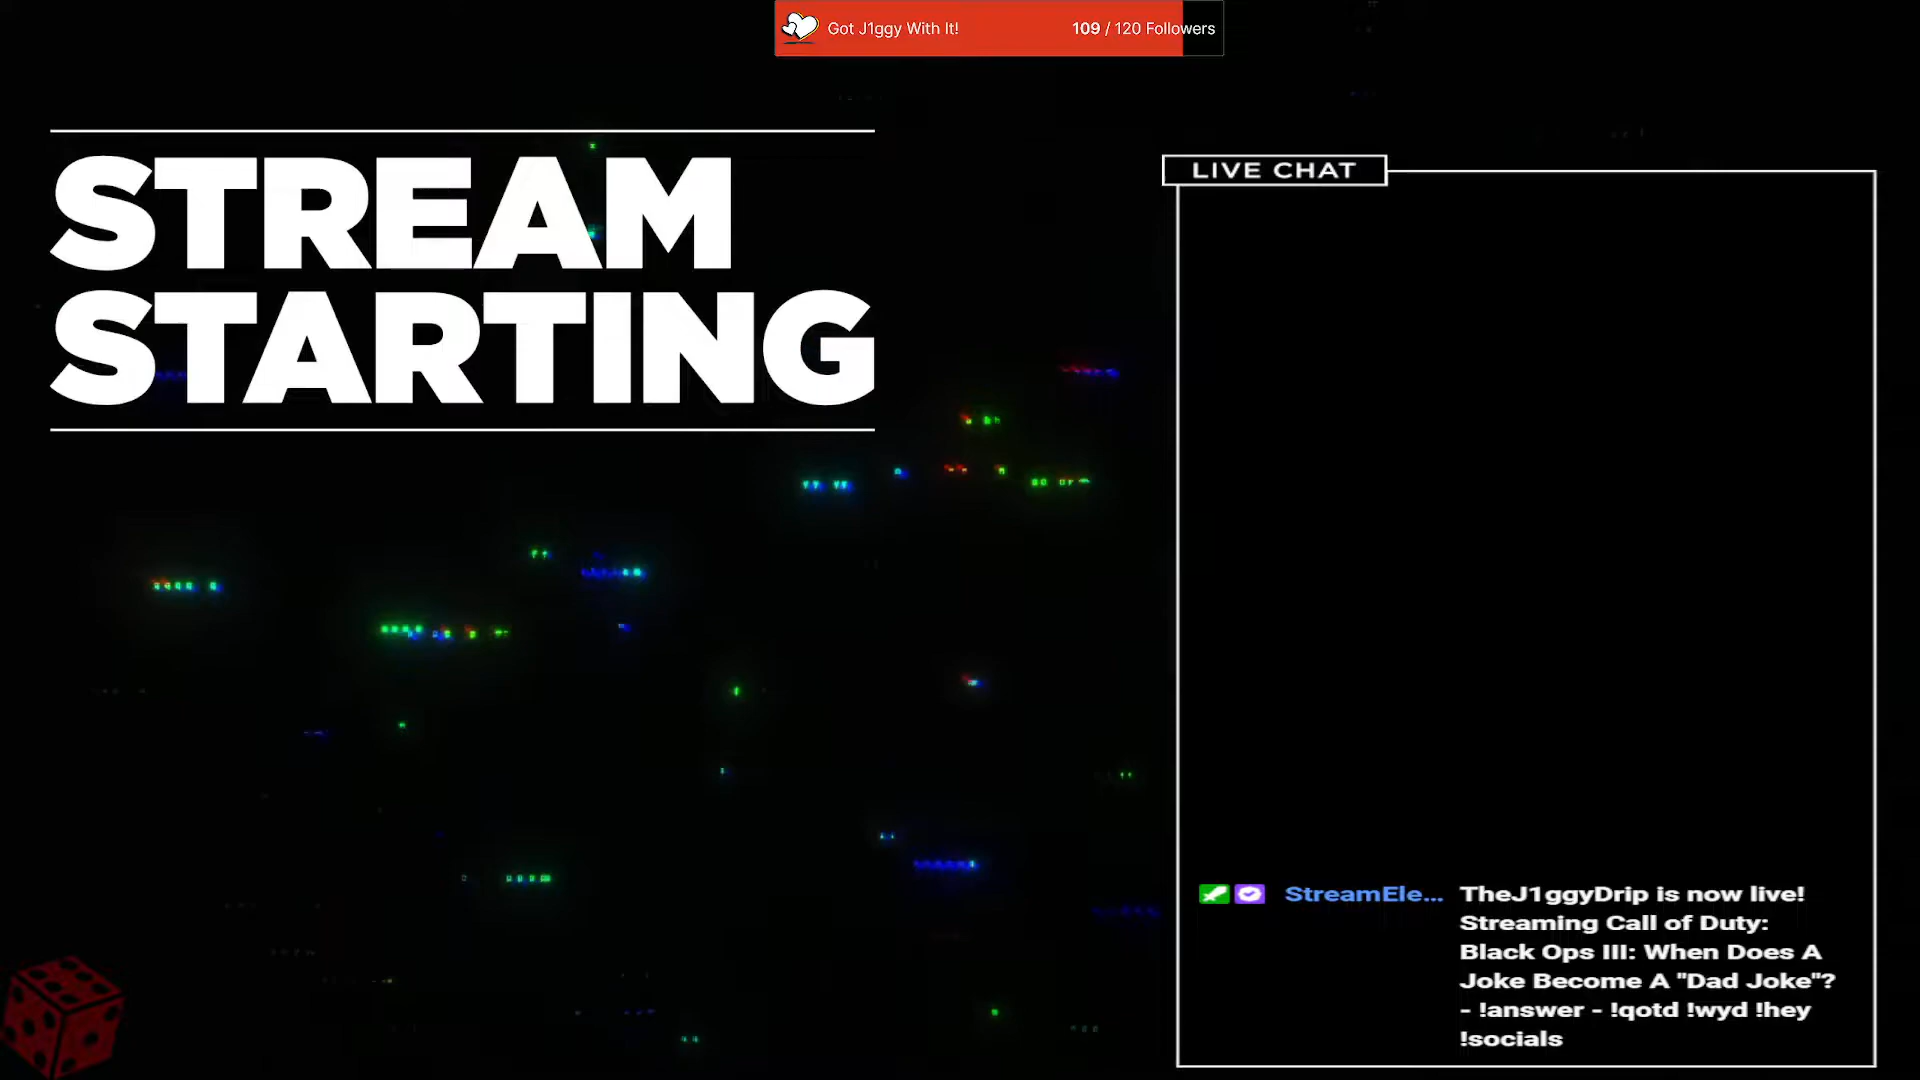 Got J1ggy With It! 109 / 120 Followers
STREAM
STARTING
LIVE CHAT
StreamEle... TheJ1ggyDrip is now live!
Streaming Call of Duty:
Black Ops III: When Does A
Joke Become A "Dad Joke"?
- !answer - !qotd !wyd !hey
!socials